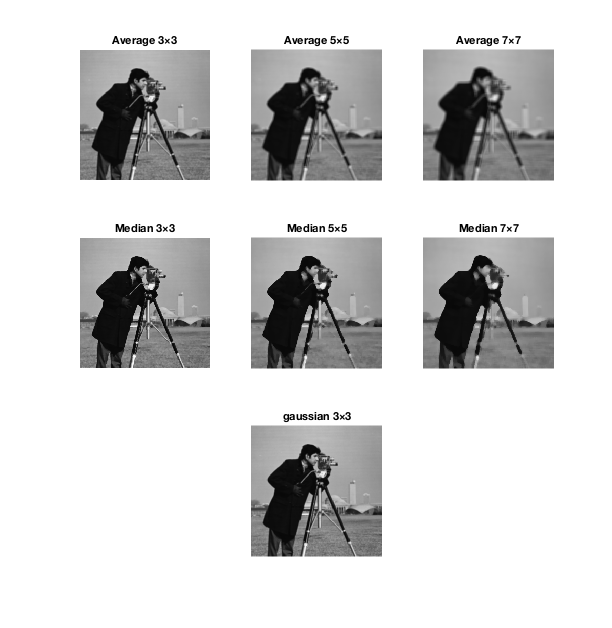 Average 3×3
Average 5×5
Average 7×7
Median 3×3
Median 5×5
Median 7×7
gaussian 3×3